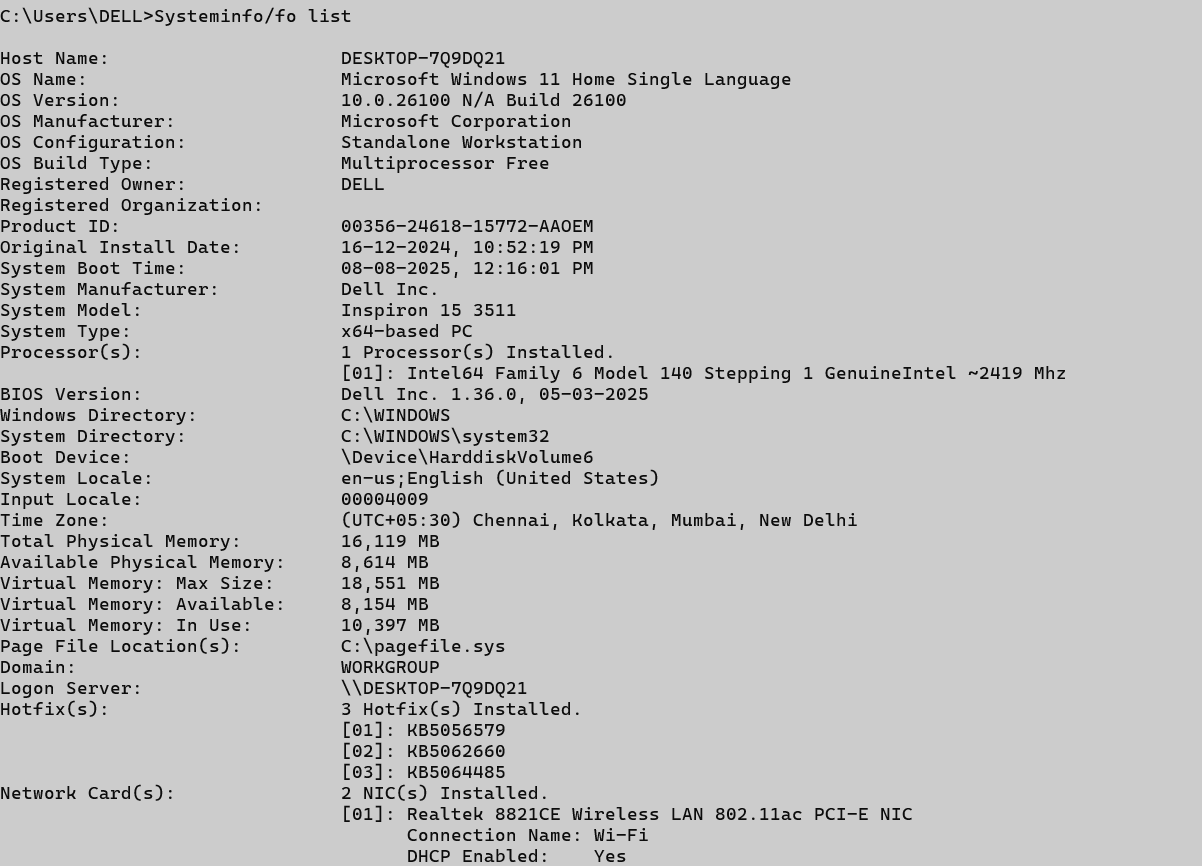 C:\Users\DELL>Systeminfo/fo list
Host Name: DESKTOP-7Q9DQ21
OS Name: Microsoft Windows 11 Home Single Language
OS Version: 10.0.26100 N/A Build 26100
OS Manufacturer: Microsoft Corporation
OS Configuration: Standalone Workstation
OS Build Type: Multiprocessor Free
Registered Owner: DELL
Registered Organization:
Product ID: 00356-24618-15772-AAOEM
Original Install Date: 16-12-2024, 10:52:19 PM
System Boot Time: 08-08-2025, 12:16:01 PM
System Manufacturer: Dell Inc.
System Model: Inspiron 15 3511
System Type: x64-based PC
Processor(s): 1 Processor(s) Installed.
[01]: Intel64 Family 6 Model 140 Stepping 1 GenuineIntel ~2419 Mhz
BIOS Version: Dell Inc. 1.36.0, 05-03-2025
Windows Directory: C:\WINDOWS
System Directory: C:\WINDOWS\system32
Boot Device: \Device\HarddiskVolume6
System Locale: en-us;English (United States)
Input Locale: 00004009
Time Zone: (UTC+05:30) Chennai, Kolkata, Mumbai, New Delhi
Total Physical Memory: 16,119 MB
Available Physical Memory: 8,614 MB
Virtual Memory: Max Size: 18,551 MB
Virtual Memory: Available: 8,154 MB
Virtual Memory: In Use: 10,397 MB
Page File Location(s): C:\pagefile.sys
Domain: WORKGROUP
Logon Server: \\DESKTOP-7Q9DQ21
Hotfix(s): 3 Hotfix(s) Installed.
[01]: KB5056579
[02]: KB5062660
[03]: KB5064485
Network Card(s): 2 NIC(s) Installed.
[01]: Realtek 8821CE Wireless LAN 802.11ac PCI-E NIC
Connection Name: Wi-Fi
DHCP Enabled: Yes